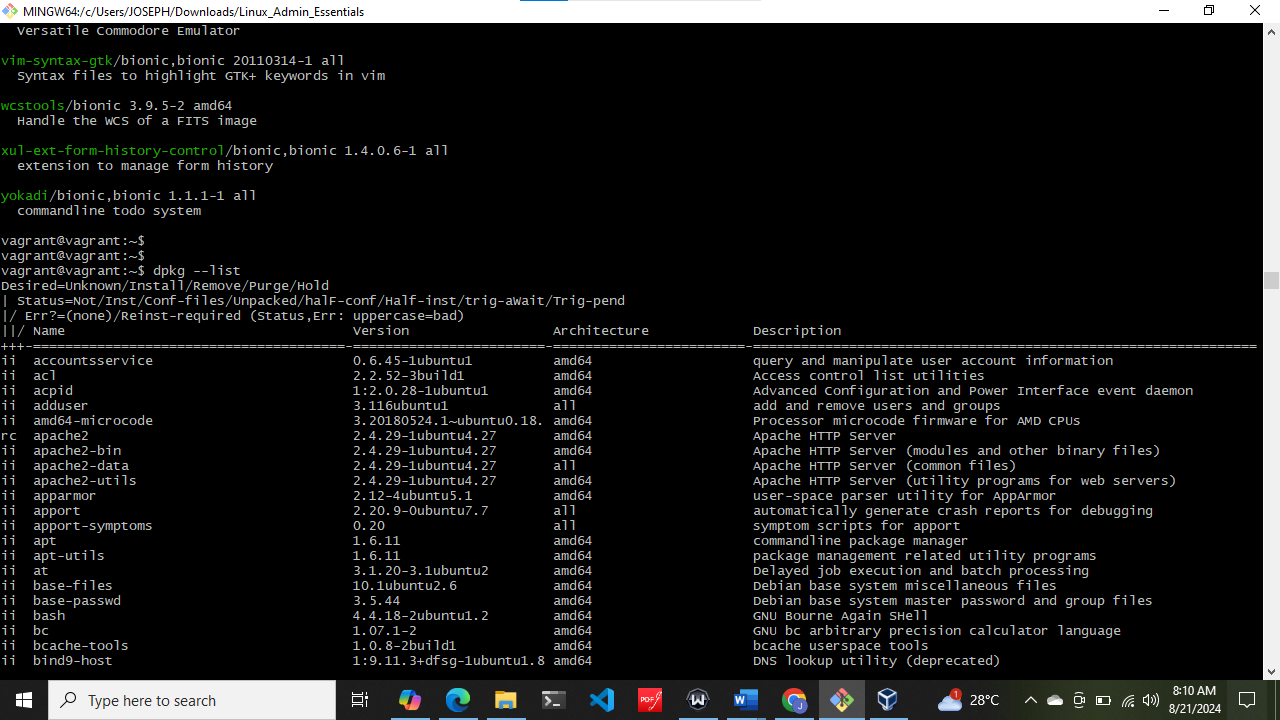 MINGW64:/c/Users/JOSEPH/Downloads/Linux_Admin_Essentials
  Versatile Commodore Emulator
vim-syntax-gtk/bionic,bionic 20110314-1 all
  Syntax files to highlight GTK+ keywords in vim
wcstools/bionic 3.9.5-2 amd64
  Handle the WCS of a FITS image
xul-ext-form-history-control/bionic,bionic 1.4.0.6-1 all
  extension to manage form history
yokadi/bionic,bionic 1.1.1-1 all
  commandline todo system
vagrant@vagrant:~$
vagrant@vagrant:~$
vagrant@vagrant:~$ dpkg --list
Desired=Unknown/Install/Remove/Purge/Hold
| Status=Not/Inst/Conf-files/Unpacked/halF-conf/Half-inst/trig-aWait/Trig-pend
|/ Err?=(none)/Reinst-required (Status,Err: uppercase=bad)
||/ Name Version Architecture Description
+++-=======================================-========================-========================-===============================================================
ii accountsservice 0.6.45-1ubuntu1 amd64 query and manipulate user account information
ii acl 2.2.52-3build1 amd64 Access control list utilities
ii acpid 1:2.0.28-1ubuntu1 amd64 Advanced Configuration and Power Interface event daemon
ii adduser 3.116ubuntu1 all add and remove users and groups
ii amd64-microcode 3.20180524.1~ubuntu0.18. amd64 Processor microcode firmware for AMD CPUs
rc apache2 2.4.29-1ubuntu4.27 amd64 Apache HTTP Server
ii apache2-bin 2.4.29-1ubuntu4.27 amd64 Apache HTTP Server (modules and other binary files)
ii apache2-data 2.4.29-1ubuntu4.27 all Apache HTTP Server (common files)
ii apache2-utils 2.4.29-1ubuntu4.27 amd64 Apache HTTP Server (utility programs for web servers)
ii apparmor 2.12-4ubuntu5.1 amd64 user-space parser utility for AppArmor
ii apport 2.20.9-0ubuntu7.7 all automatically generate crash reports for debugging
ii apport-symptoms 0.20 all symptom scripts for apport
ii apt 1.6.11 amd64 commandline package manager
ii apt-utils 1.6.11 amd64 package management related utility programs
ii at 3.1.20-3.1ubuntu2 amd64 Delayed job execution and batch processing
ii base-files 10.1ubuntu2.6 amd64 Debian base system miscellaneous files
ii base-passwd 3.5.44 amd64 Debian base system master password and group files
ii bash 4.4.18-2ubuntu1.2 amd64 GNU Bourne Again SHell
ii bc 1.07.1-2 amd64 GNU bc arbitrary precision calculator language
ii bcache-tools 1.0.8-2build1 amd64 bcache userspace tools
ii bind9-host 1:9.11.3+dfsg-1ubuntu1.8 amd64 DNS lookup utility (deprecated)
Type here to search
PDF
W
J
1
28°C
8:10 AM
8/21/2024